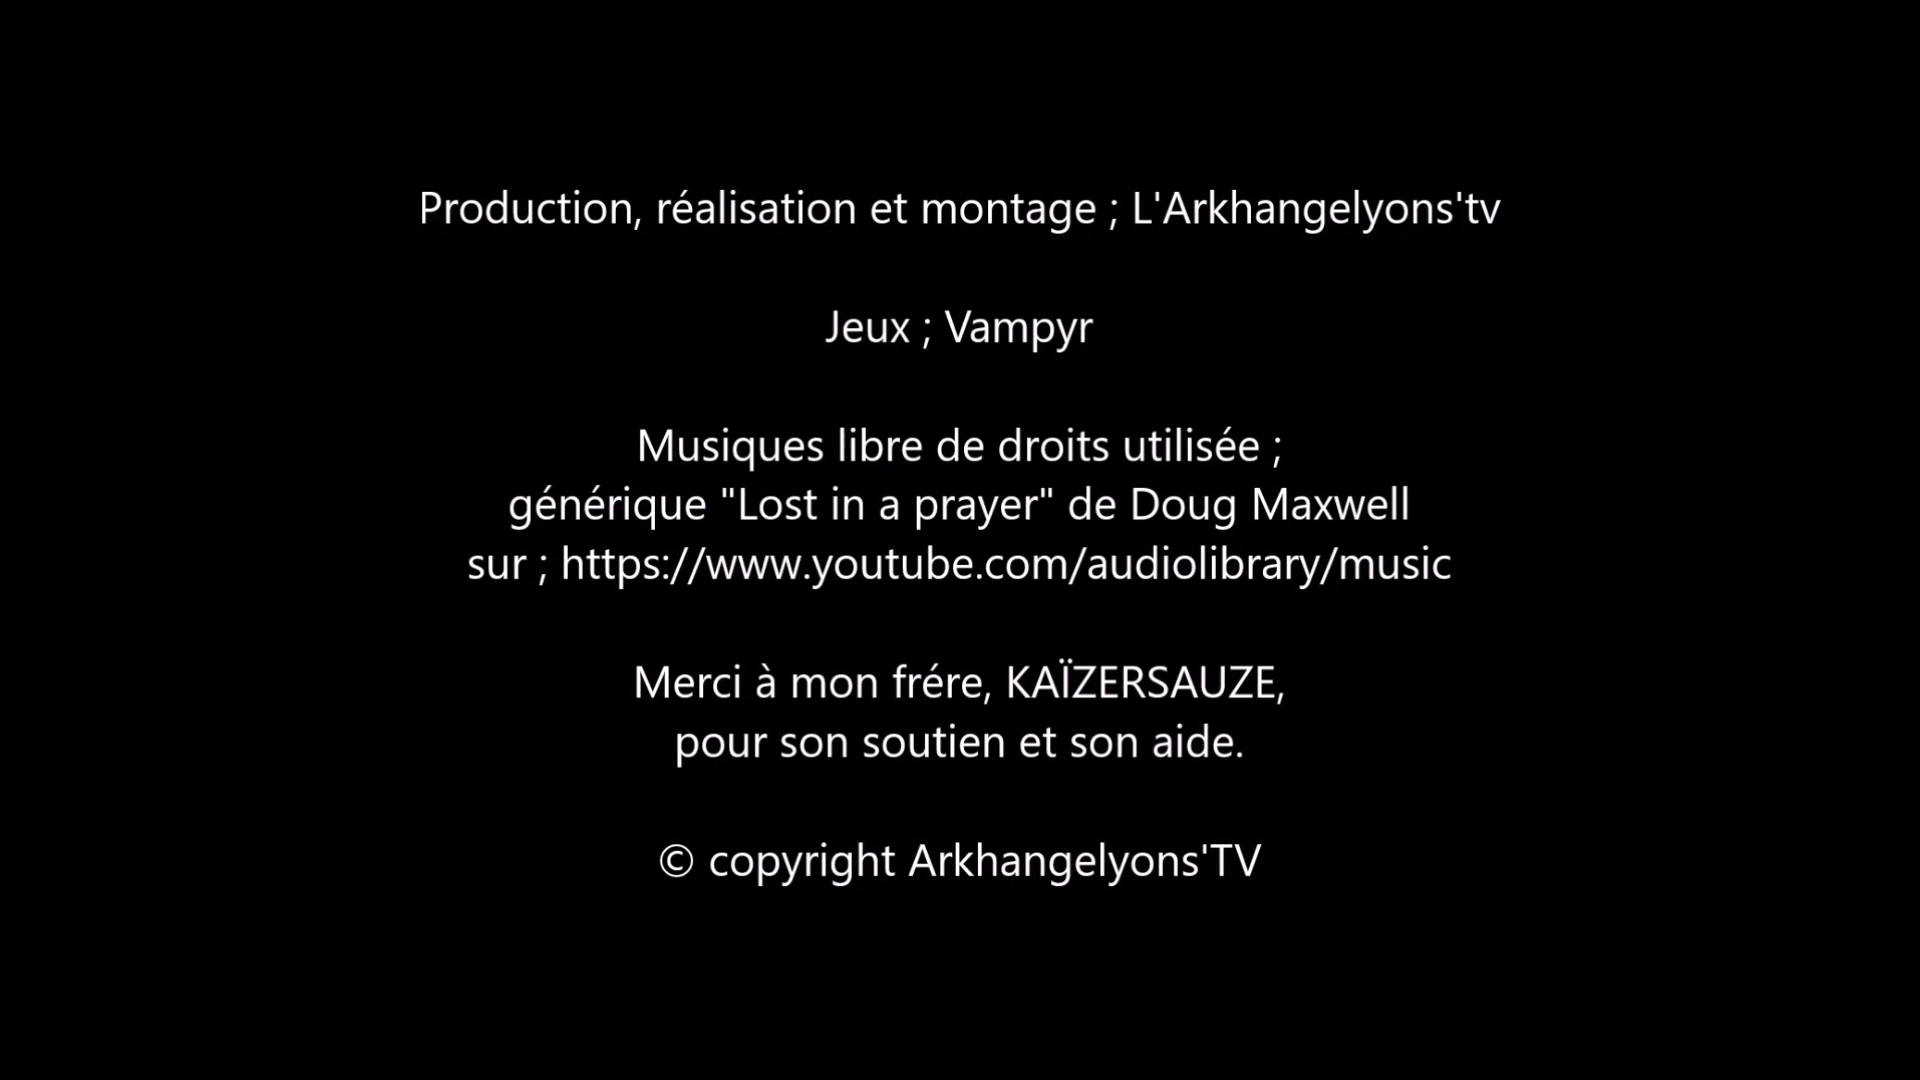 Production, réalisation et montage ; L'Arkhangelyons'tv
Jeux ; Vampyr
Musiques libre de droits utilisée ;
générique "Lost in a prayer" de Doug Maxwell
sur ; https://www.youtube.com/audiolibrary/music
Merci à mon frére, KAÏZERSAUZE,
pour son soutien et son aide.
© copyright Arkhangelyons'TV